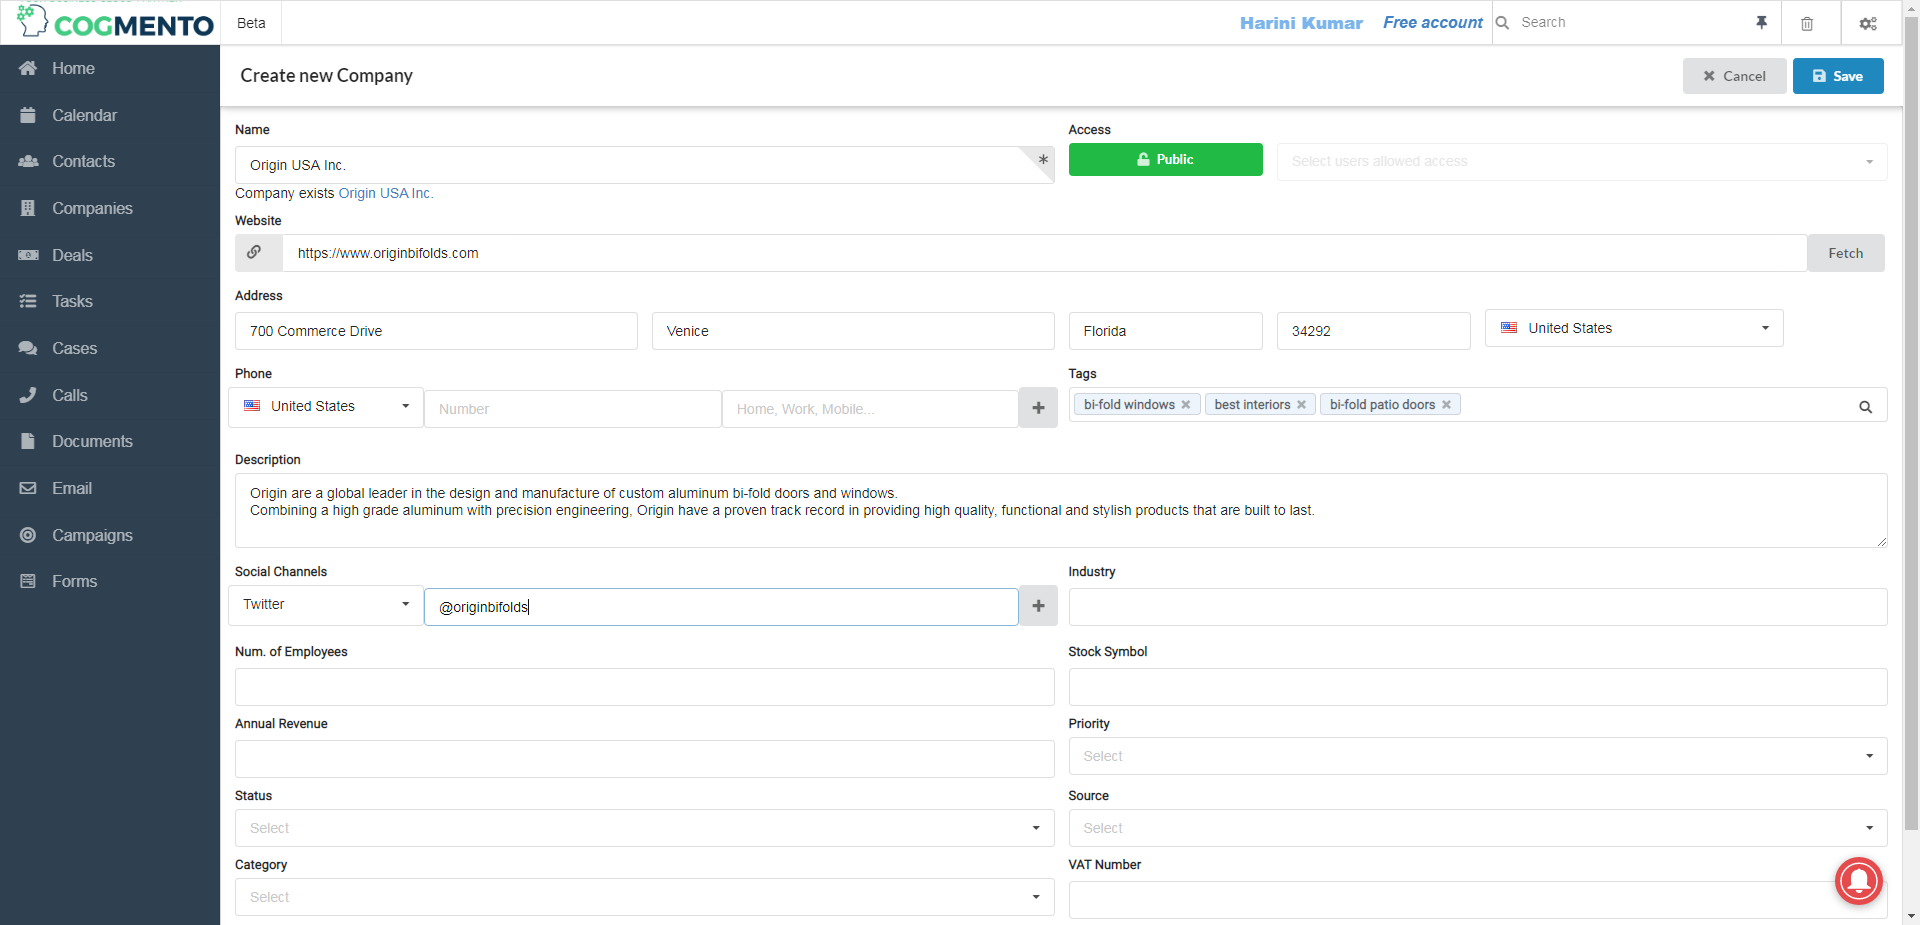 COGMENTO
Beta
Harini Kumar
Free account
Search
Home
Calendar
Contacts
Companies
Deals
Tasks
Cases
Calls
Documents
Email
Campaigns
Forms
Create new Company
Cancel
Save
Name
Origin USA Inc.
*
Company exists Origin USA Inc.
Access
Public
Select users allowed access
Website
https://www.originbifolds.com
Fetch
Address
700 Commerce Drive
Venice
Florida
34292
United States
Phone
United States
Number
Home, Work, Mobile...
Tags
bi-fold windows
best interiors
bi-fold patio doors
Description
Origin are a global leader in the design and manufacture of custom aluminum bi-fold doors and windows.
Combining a high grade aluminum with precision engineering, Origin have a proven track record in providing high quality, functional and stylish products that are built to last.
Social Channels
Twitter
@originbifolds
Industry
Num. of Employees
Stock Symbol
Annual Revenue
Priority
Select
Status
Select
Source
Select
Category
Select
VAT Number